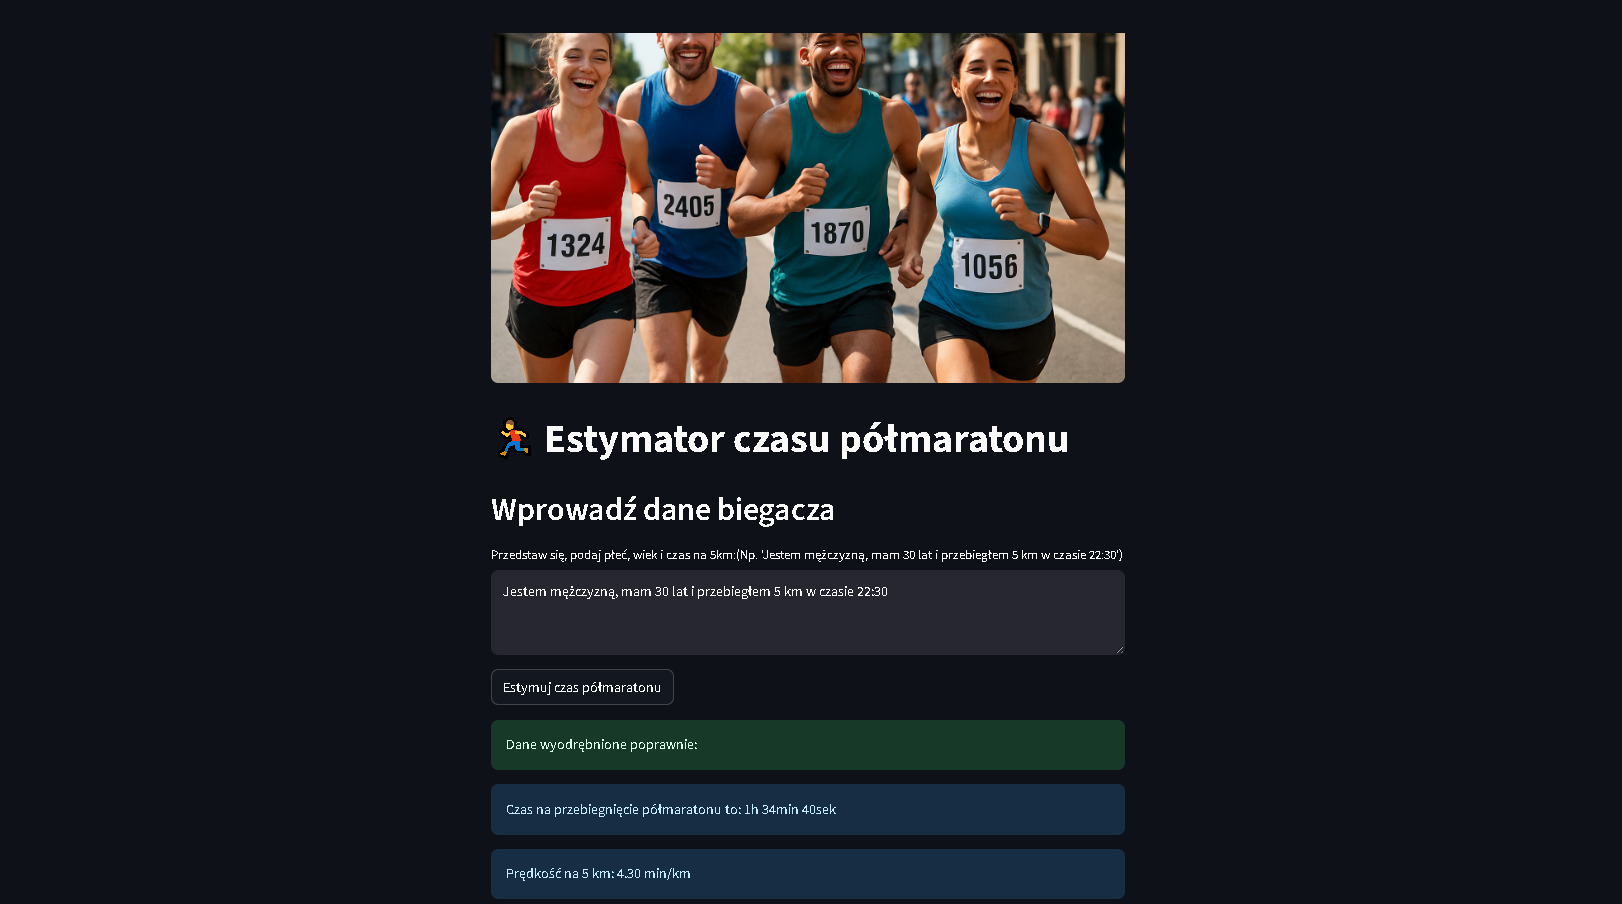 1324
2405
1870
1056
Estymator czasu półmaratonu
Wprowadź dane biegacza
Przedstaw się, podaj płeć, wiek i czas na 5km:(Np. 'Jestem mężczyzną, mam 30 lat i przebiegłem 5 km w czasie 22:30')
Jestem mężczyzną, mam 30 lat i przebiegłem 5 km w czasie 22:30
Estymuj czas półmaratonu
Dane wyodrębnione poprawnie:
Czas na przebiegnięcie półmaratonu to: 1h 34min 40sek
Prędkość na 5 km: 4.30 min/km